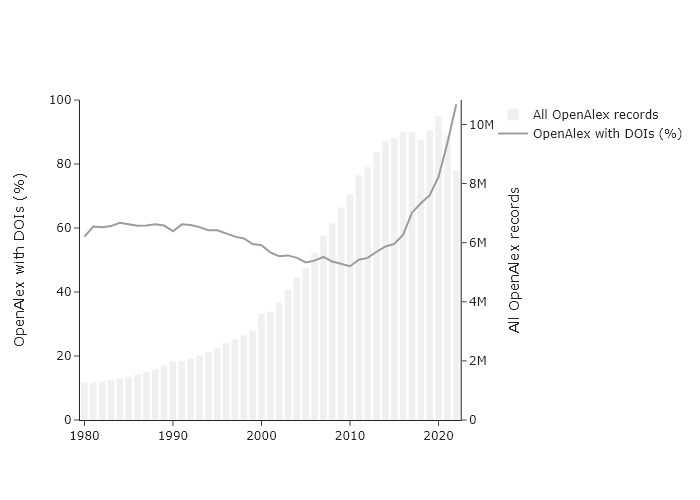 100
80
60
40
20
0
OpenAlex with DOIs (%)
10M
8M
6M
4M
2M
0
All OpenAlex records
1980
1990
2000
2010
2020
All OpenAlex records
OpenAlex with DOIs (%)